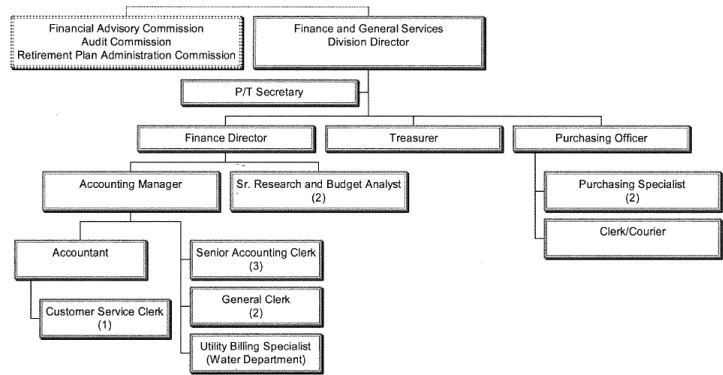 Financial Advisory Commission
Audit Commission
Retirement Plan Administration Commission
Finance and General Services
Division Director
P/T Secretary
Finance Director
Treasurer
Purchasing Officer
Accounting Manager
Sr. Research and Budget Analyst
(2)
Purchasing Specialist
(2)
Clerk/Courier
Accountant
Senior Accounting Clerk
(3)
Customer Service Clerk
(1)
General Clerk
(2)
Utility Billing Specialist
(Water Department)